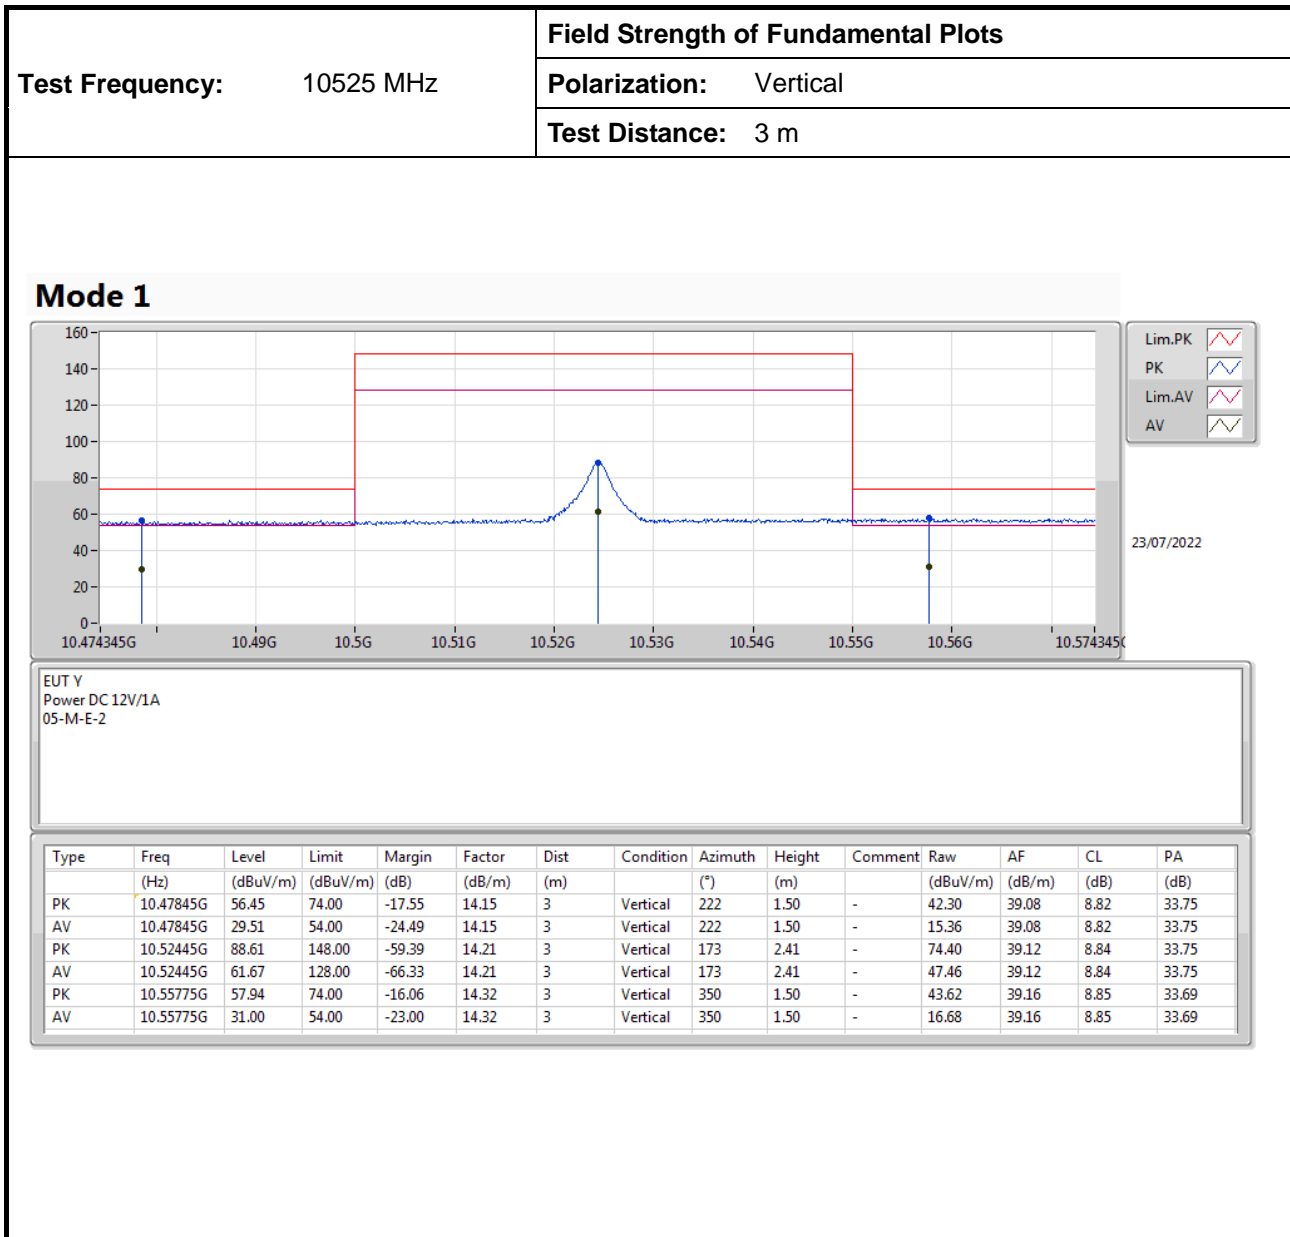 Field Strength of Fundamental Plots
Test Frequency: 10525 MHz
Polarization: Vertical
Test Distance: 3 m
Mode 1
160
140
120
100
80
60
40
20
0
10.474345G 10.49G 10.5G 10.51G 10.52G 10.53G 10.54G 10.55G 10.56G 10.574345G
Lim.PK
PK
Lim.AV
AV
23/07/2022
EUT Y
Power DC 12V/1A
05-M-E-2
Type Freq Level Limit Margin Factor Dist Condition Azimuth Height Comment Raw AF CL PA
(Hz) (dBuV/m) (dBuV/m) (dB) (dB/m) (m) (°) (m) (dBuV/m) (dB/m) (dB) (dB)
PK 10.47845G 56.45 74.00 -17.55 14.15 3 Vertical 222 1.50 - 42.30 39.08 8.82 33.75
AV 10.47845G 29.51 54.00 -24.49 14.15 3 Vertical 222 1.50 - 15.36 39.08 8.82 33.75
PK 10.52445G 88.61 148.00 -59.39 14.21 3 Vertical 173 2.41 - 74.40 39.12 8.84 33.75
AV 10.52445G 61.67 128.00 -66.33 14.21 3 Vertical 173 2.41 - 47.46 39.12 8.84 33.75
PK 10.55775G 57.94 74.00 -16.06 14.32 3 Vertical 350 1.50 - 43.62 39.16 8.85 33.69
AV 10.55775G 31.00 54.00 -23.00 14.32 3 Vertical 350 1.50 - 16.68 39.16 8.85 33.69